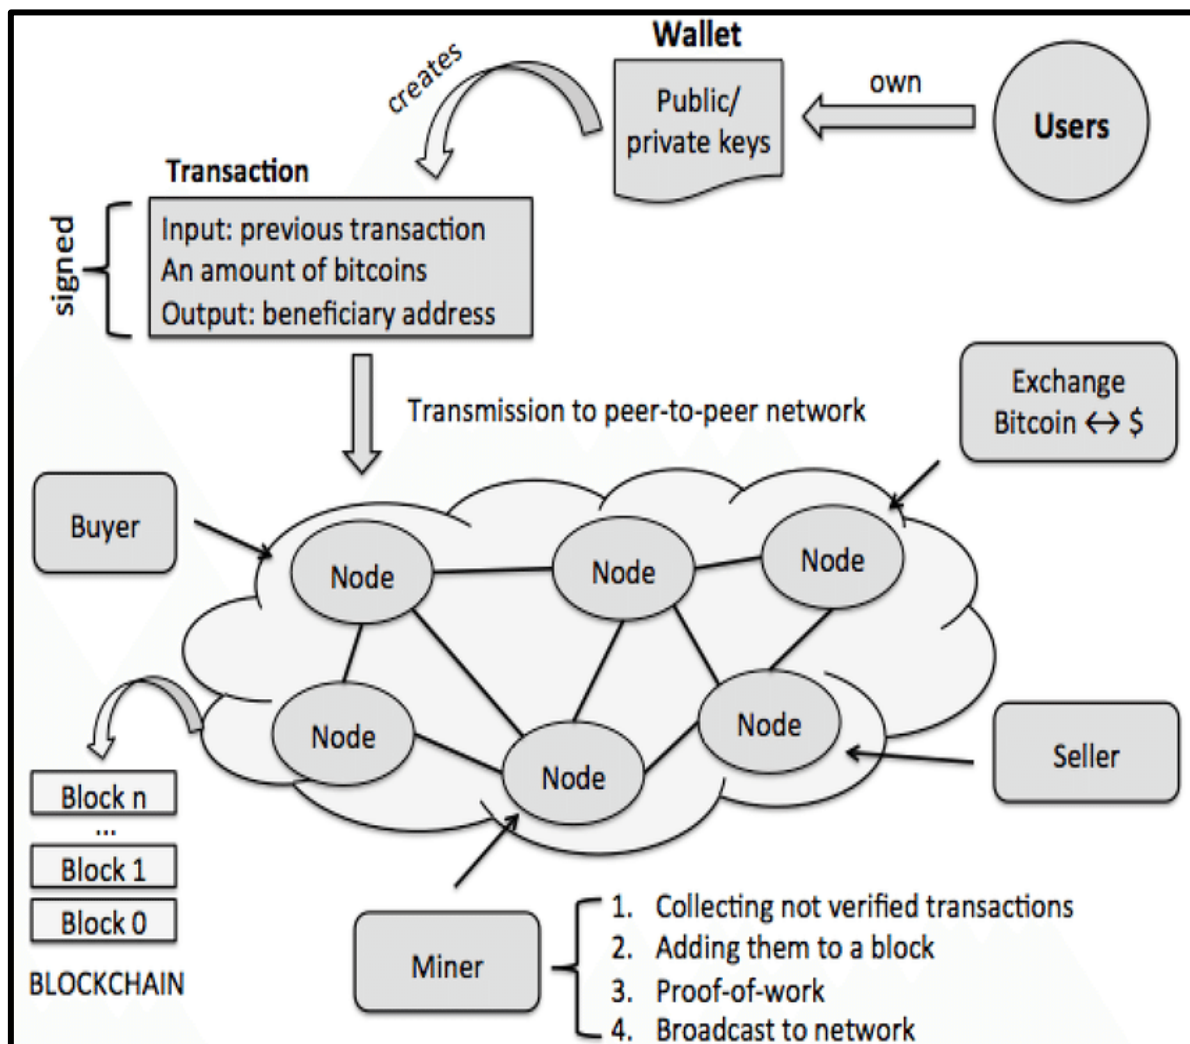 Wallet
creates
Public/
private keys
own
Users
Transaction
signed
Input: previous transaction
An amount of bitcoins
Output: beneficiary address
Transmission to peer-to-peer network
Exchange
Bitcoin ↔ $
Buyer
Node
Node
Node
Node
Node
Node
Seller
Block n
...
Block 1
Block 0
BLOCKCHAIN
Miner
1. Collecting not verified transactions
2. Adding them to a block
3. Proof-of-work
4. Broadcast to network